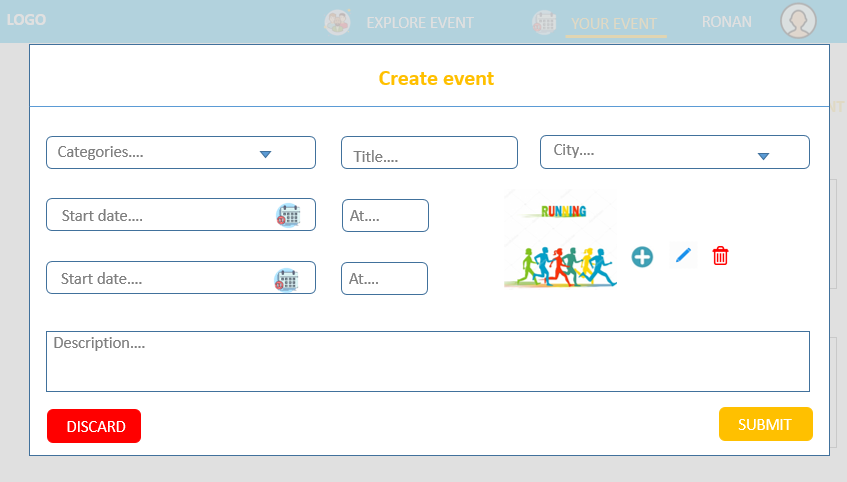 LOGO
EXPLORE EVENT
YOUR EVENT
RONAN
Create event
Categories....
Title....
City....
Start date....
At....
RUNNING
Start date....
At....
Description....
DISCARD
SUBMIT